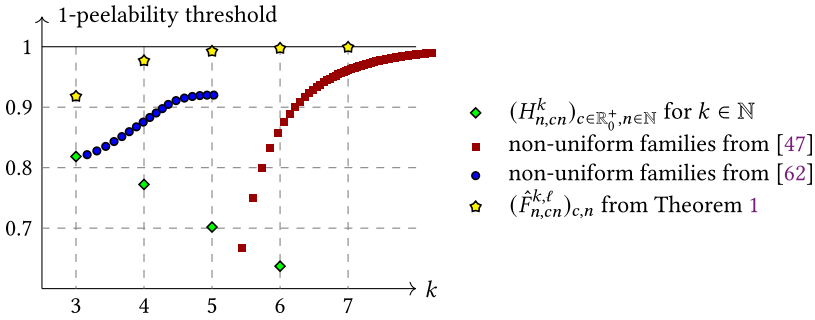 1-peelability threshold
1
0.9
0.8
0.7
3 4 5 6 7 k
(H^k_{n,cn})_{c∈ℝ^+_0,n∈ℕ} for k ∈ ℕ
non-uniform families from [47]
non-uniform families from [62]
(F̂^{k,ℓ}_{n,cn})_{c,n} from Theorem 1